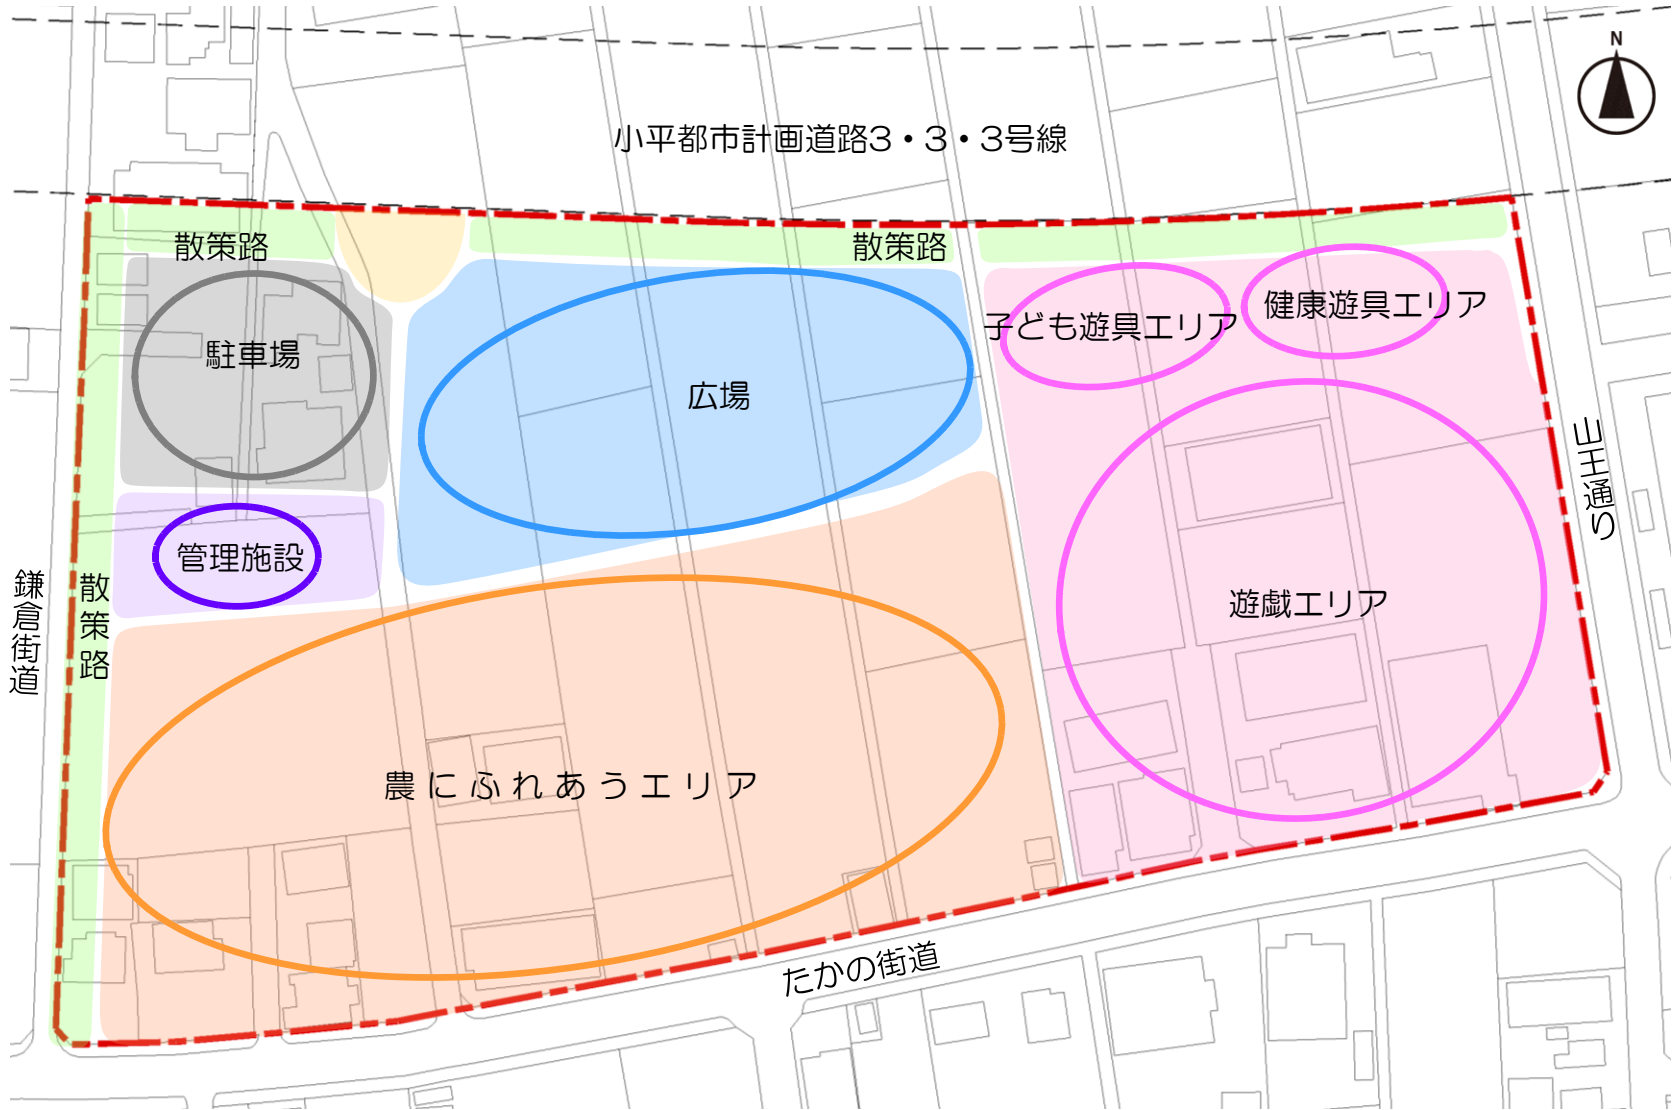 N
小平都市計画道路3・3・3号線
散策路
散策路
子ども遊具エリア
健康遊具エリア
駐車場
広場
山王通り
管理施設
鎌倉街道
散策路
遊戯エリア
農にふれあうエリア
たかの街道